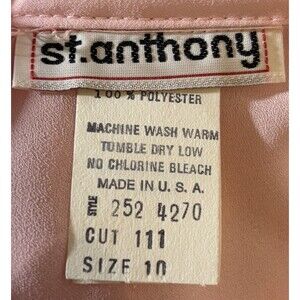 st.anthony
100% POLYESTER
MACHINE WASH WARM
TUMBLE DRY LOW
NO CHLORINE BLEACH
MADE IN U.S.A.
STYLE 252 4270
CUT 111
SIZE 10